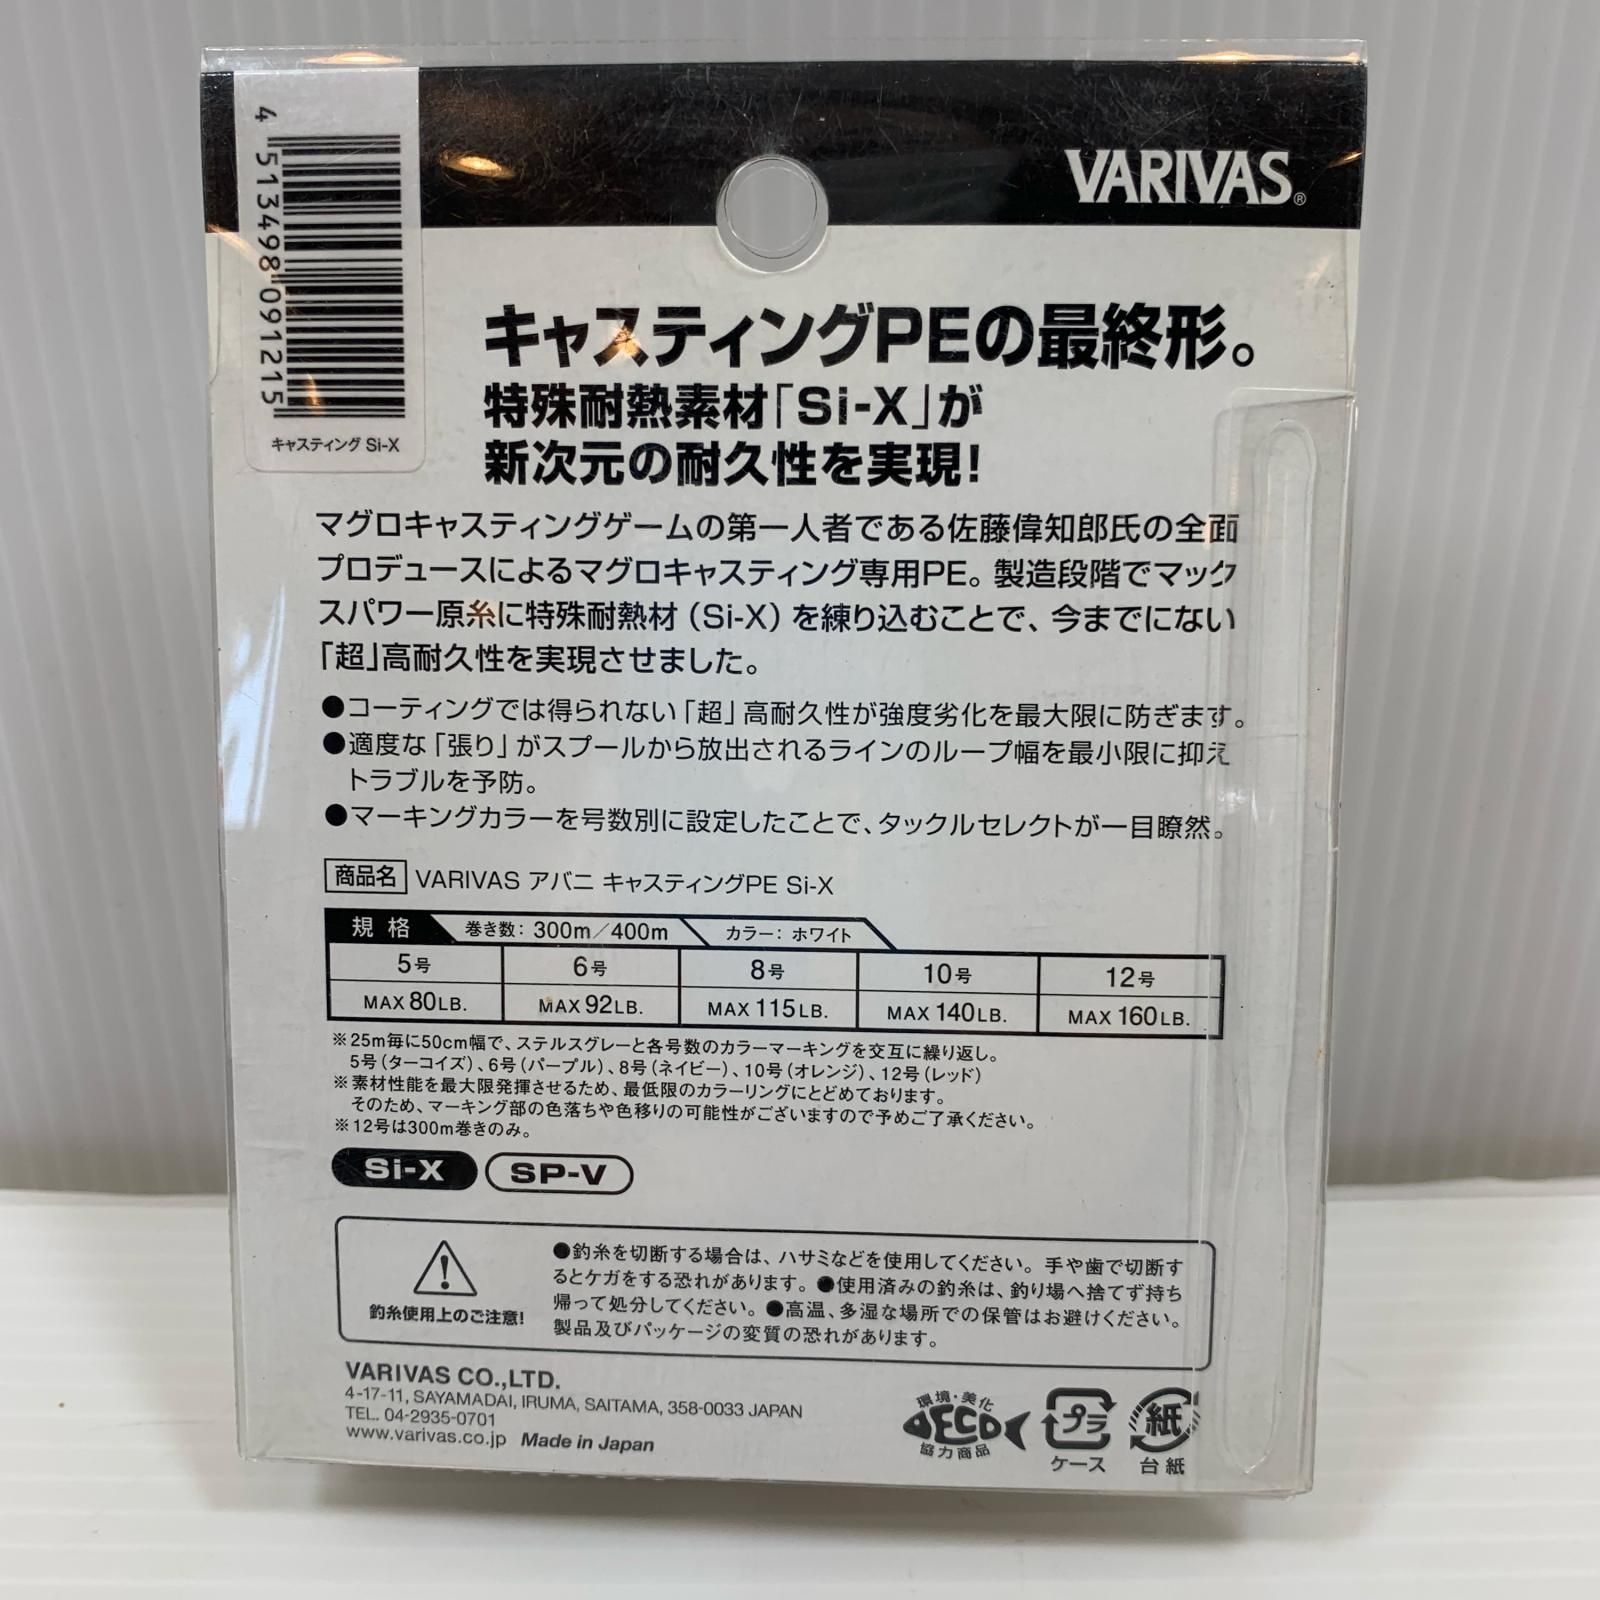 VARIVAS®
4 513498 091215
キャスティング Si-X
キャスティングPEの最終形。
特殊耐熱素材「Si-X」が
新次元の耐久性を実現!
マグロキャスティングゲームの第一人者である佐藤偉知郎氏の全面
プロデュースによるマグロキャスティング専用PE。製造段階でマック
スパワー原糸に特殊耐熱材(Si-X)を練り込むことで、今までにない
「超」高耐久性を実現させました。
●コーティングでは得られない「超」高耐久性が強度劣化を最大限に防ぎます。
●適度な「張り」がスプールから放出されるラインのループ幅を最小限に抑え
トラブルを予防。
●マーキングカラーを号数別に設定したことで、タックルセレクトが一目瞭然。
商品名 VARIVAS アバニ キャスティングPE Si-X
規格 巻き数:300m/400m カラー:ホワイト
5号 6号 8号 10号 12号
MAX 80LB. MAX 92LB. MAX 115LB. MAX 140LB. MAX 160LB.
※25m毎に50cm幅で、ステルスグレーと各号数のカラーマーキングを交互に繰り返し。
5号(ターコイズ)、6号(パープル)、8号(ネイビー)、10号(オレンジ)、12号(レッド)
※素材性能を最大限発揮させるため、最低限のカラーリングにとどめております。
そのため、マーキング部の色落ちや色移りの可能性がございますので予めご了承ください。
※12号は300m巻きのみ。
Si-X SP-V
釣糸使用上のご注意!
●釣糸を切断する場合は、ハサミなどを使用してください。手や歯で切断す
るとケガをする恐れがあります。●使用済みの釣糸は、釣り場へ捨てず持ち
帰って処分してください。●高温、多湿な場所での保管はお避けください。
製品及びパッケージの変質の恐れがあります。
VARIVAS CO.,LTD.
4-17-11, SAYAMADAI, IRUMA, SAITAMA, 358-0033 JAPAN
TEL. 04-2935-0701
www.varivas.co.jp Made in Japan
環境・美化
DECO
協力商品
プラ
ケース
紙
台紙